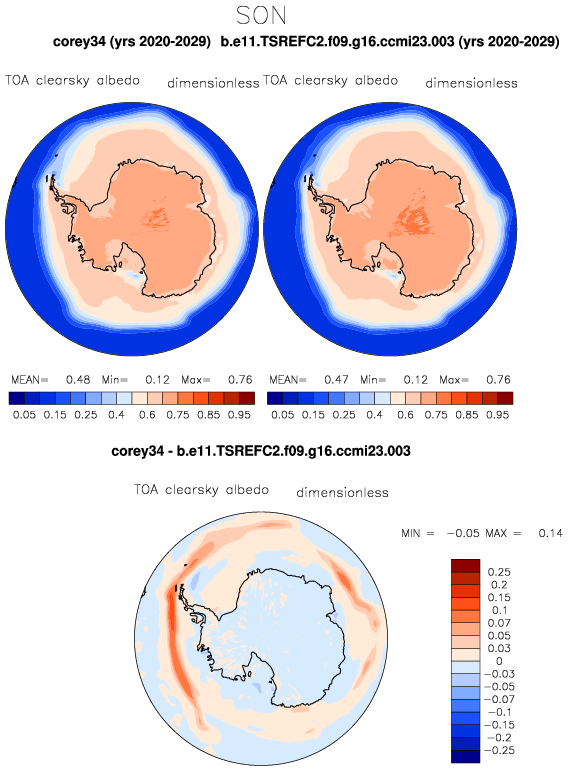 SON
corey34 (yrs 2020-2029) b.e11.TSREFC2.f09.g16.ccmi23.003 (yrs 2020-2029)
TOA clearsky albedo dimensionless TOA clearsky albedo dimensionless
MEAN= 0.48 Min= 0.12 Max= 0.76 MEAN= 0.47 Min= 0.12 Max= 0.76
0.05 0.15 0.25 0.4 0.6 0.75 0.85 0.95 0.05 0.15 0.25 0.4 0.6 0.75 0.85 0.95
corey34 - b.e11.TSREFC2.f09.g16.ccmi23.003
TOA clearsky albedo dimensionless
MIN = -0.05 MAX = 0.14
0.25
0.2
0.15
0.1
0.07
0.05
0.03
0
-0.03
-0.05
-0.07
-0.1
-0.15
-0.2
-0.25